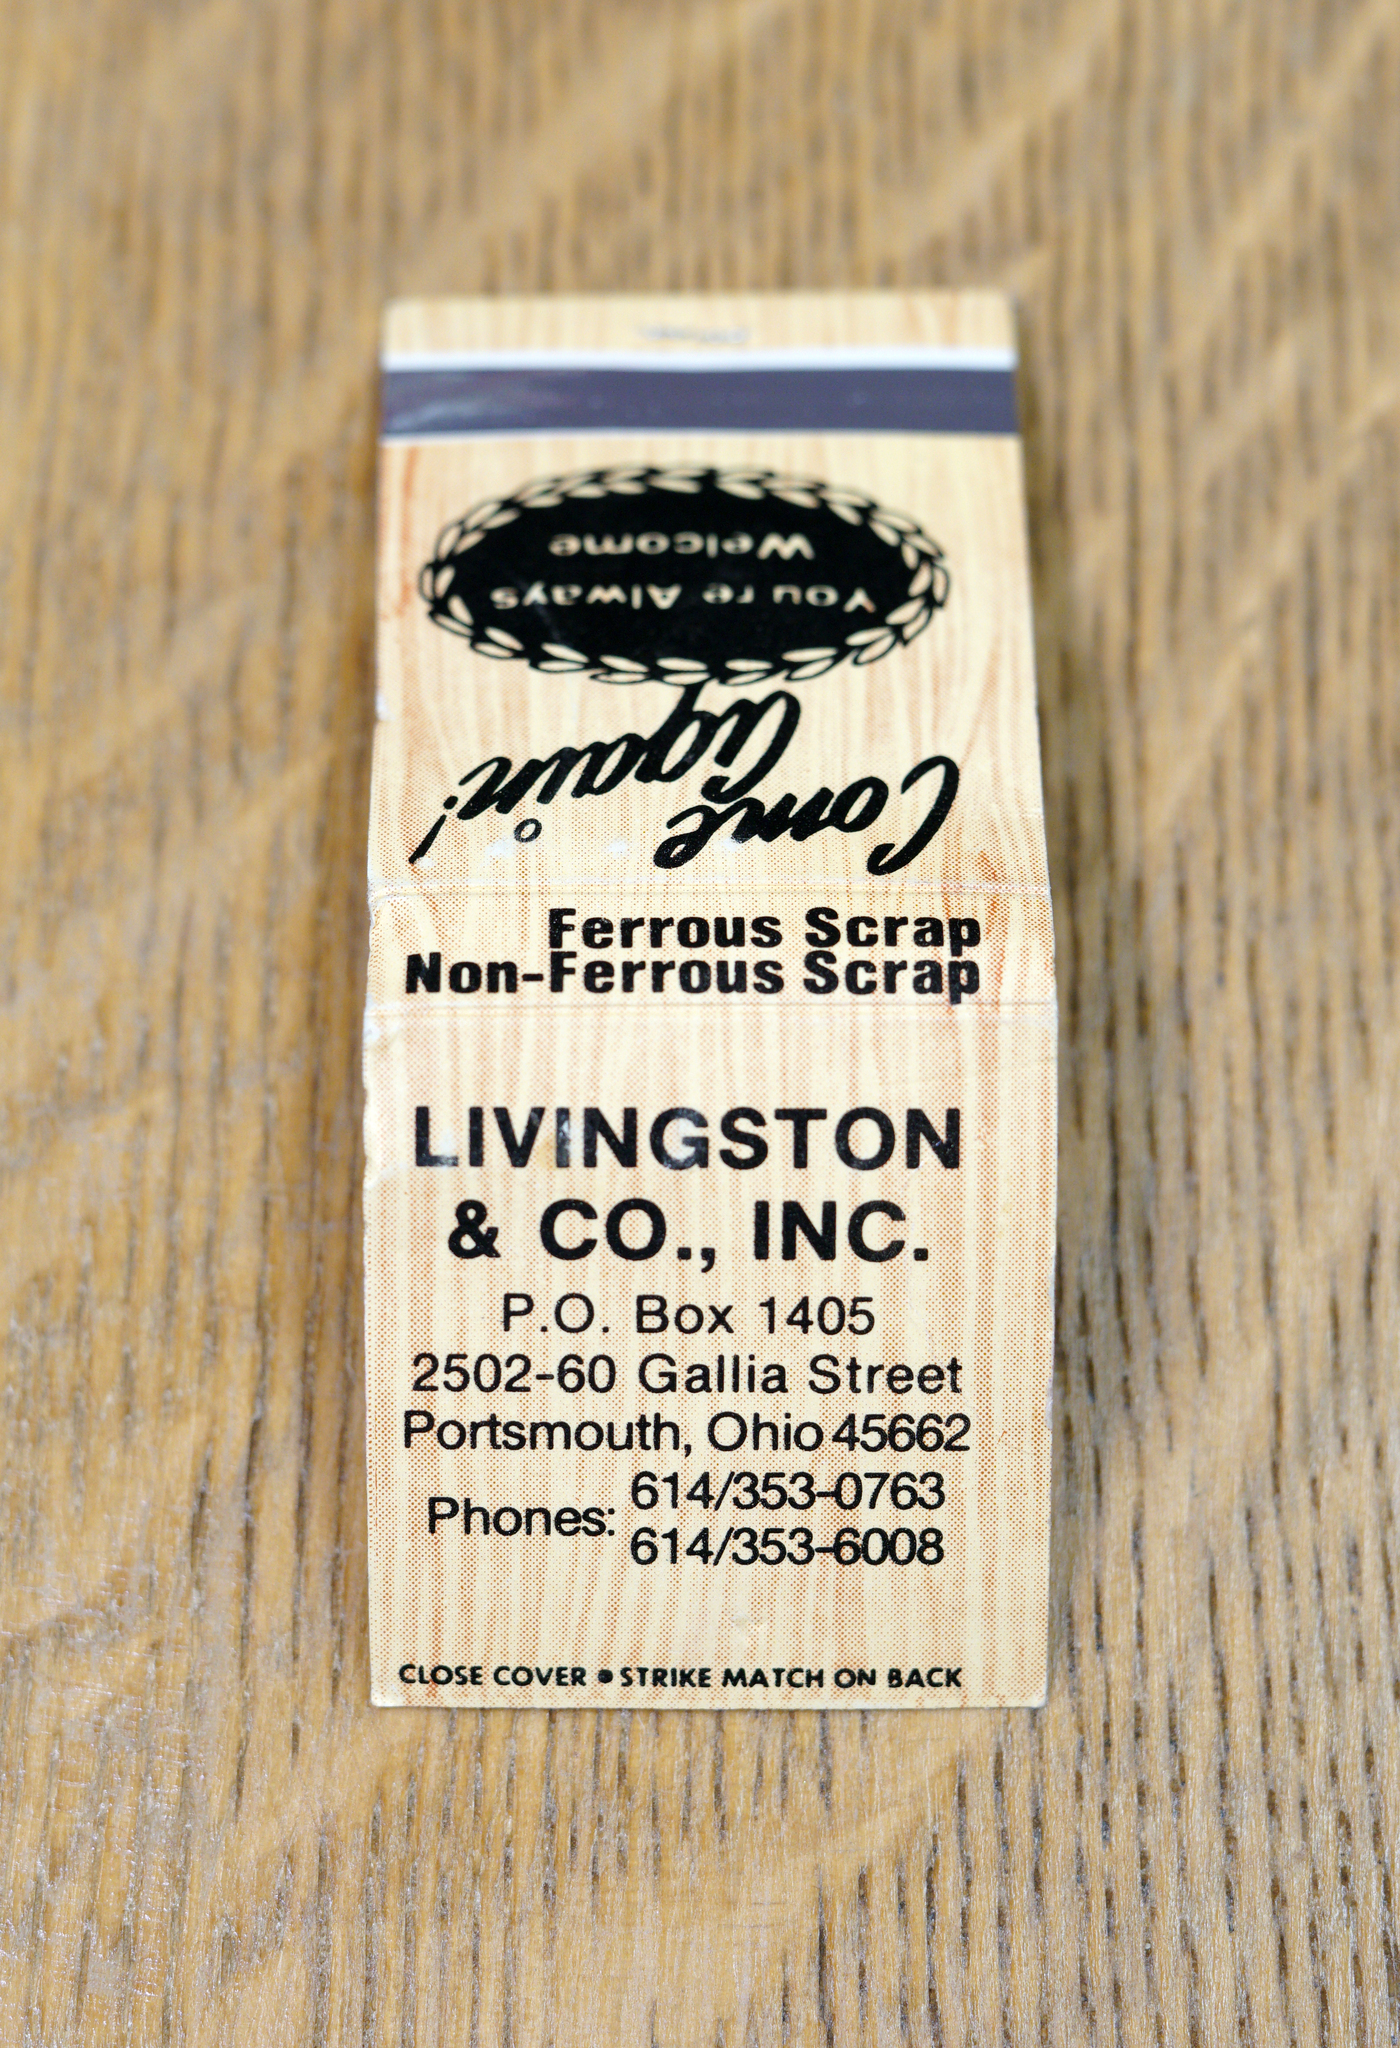 You're Always
Welcome
Come
Again!
Ferrous Scrap
Non-Ferrous Scrap
LIVINGSTON
& CO., INC.
P.O. Box 1405
2502-60 Gallia Street
Portsmouth, Ohio 45662
Phones: 614/353-0763
614/353-6008
CLOSE COVER • STRIKE MATCH ON BACK